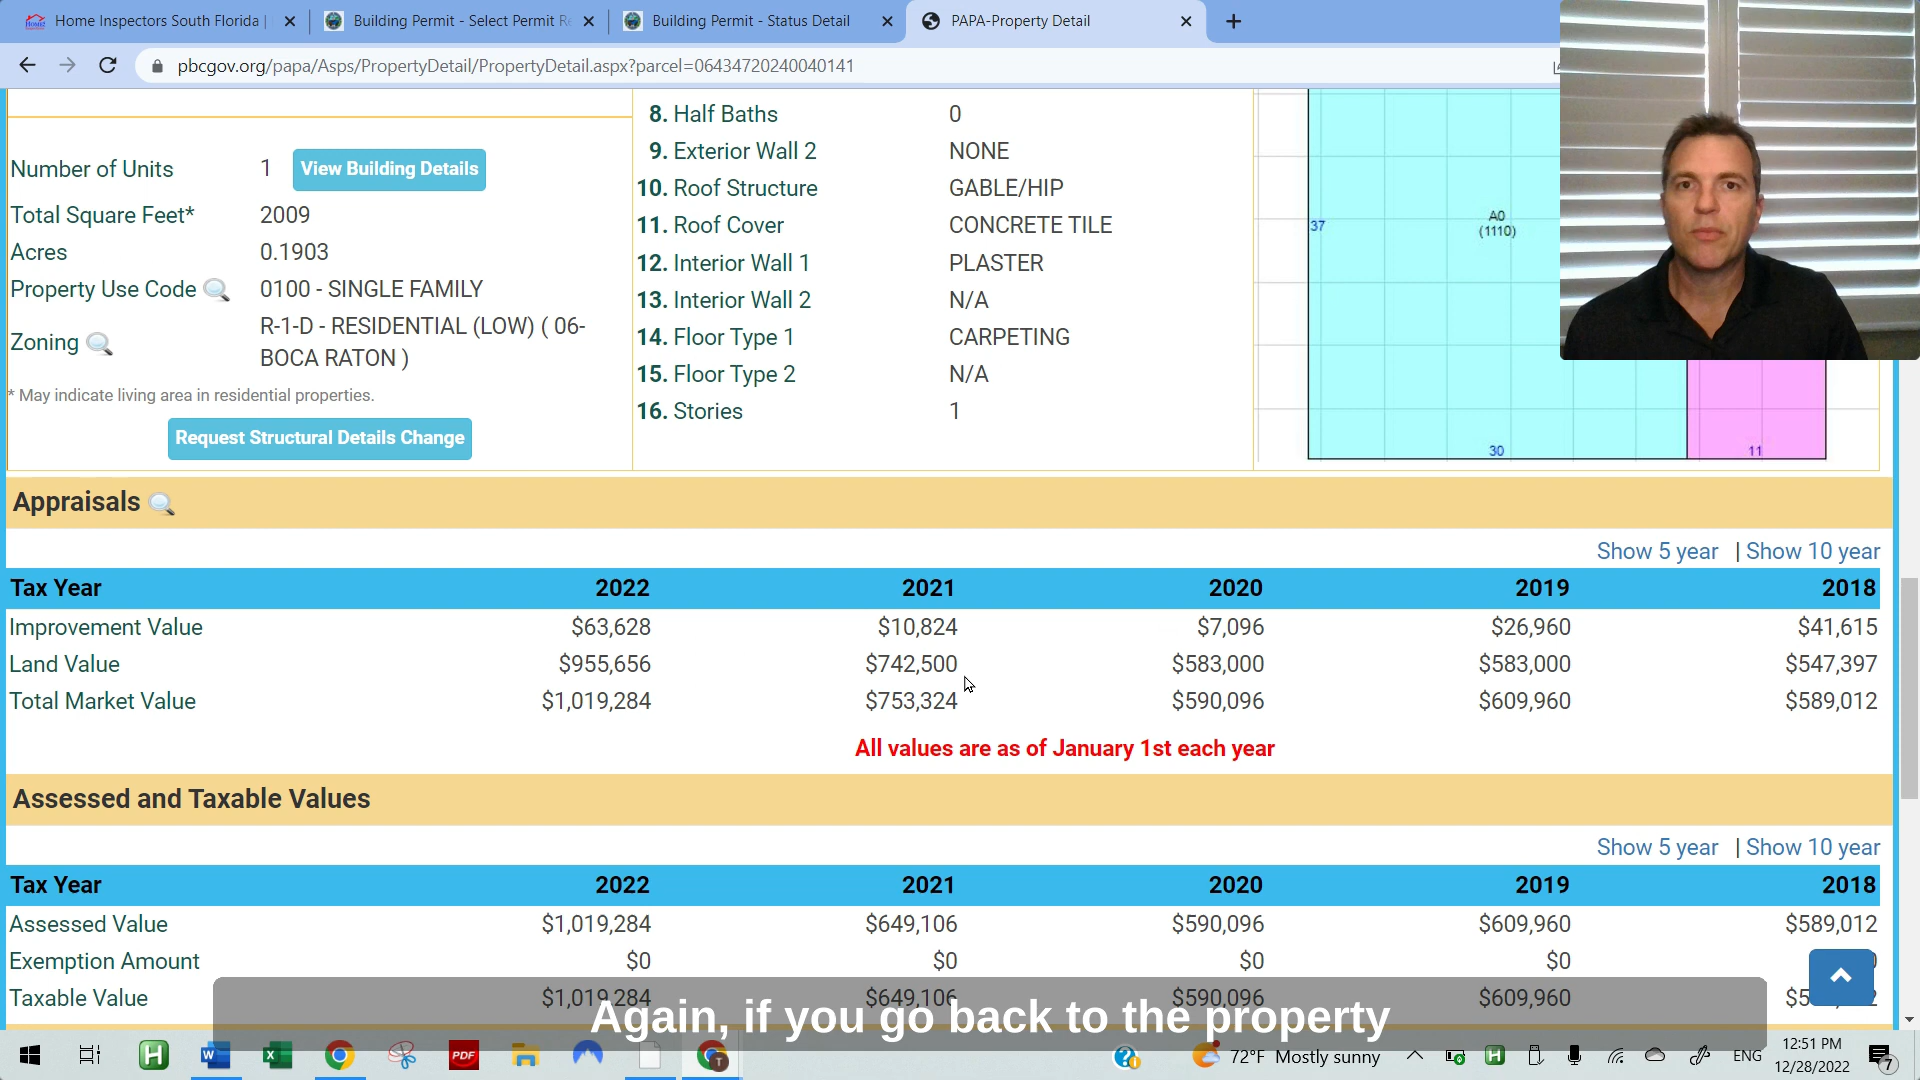 Home Inspectors South Florida |
Building Permit - Select Permit R
Building Permit - Status Detail
PAPA-Property Detail
pbcgov.org/papa/Asps/PropertyDetail/PropertyDetail.aspx?parcel=06434720240040141
Number of Units 1 View Building Details
Total Square Feet* 2009
Acres 0.1903
Property Use Code 0100 - SINGLE FAMILY
Zoning R-1-D - RESIDENTIAL (LOW) ( 06-
BOCA RATON )
* May indicate living area in residential properties.
Request Structural Details Change
8. Half Baths 0
9. Exterior Wall 2 NONE
10. Roof Structure GABLE/HIP
11. Roof Cover CONCRETE TILE
12. Interior Wall 1 PLASTER
13. Interior Wall 2 N/A
14. Floor Type 1 CARPETING
15. Floor Type 2 N/A
16. Stories 1
37
A0
(1110)
30
11
Appraisals
Show 5 year | Show 10 year
Tax Year 2022 2021 2020 2019 2018
Improvement Value $63,628 $10,824 $7,096 $26,960 $41,615
Land Value $955,656 $742,500 $583,000 $583,000 $547,397
Total Market Value $1,019,284 $753,324 $590,096 $609,960 $589,012
All values are as of January 1st each year
Assessed and Taxable Values
Show 5 year | Show 10 year
Tax Year 2022 2021 2020 2019 2018
Assessed Value $1,019,284 $649,106 $590,096 $609,960 $589,012
Exemption Amount $0 $0 $0 $0
Taxable Value $1,019,284 $649,106 $590,096 $609,960
Again, if you go back to the property
72°F Mostly sunny
ENG
12:51 PM
12/28/2022
7
PDF